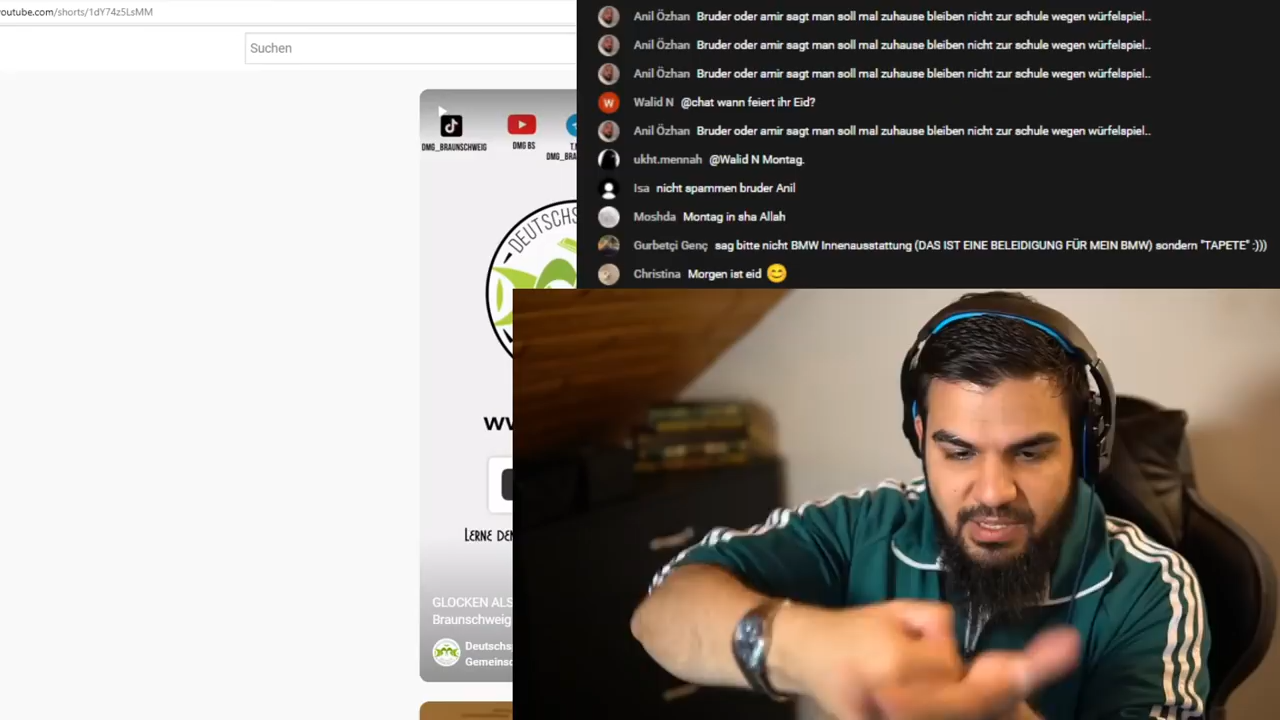 youtube.com/shorts/1dY74z5LsMM
Suchen
Anil Özhan Bruder oder amir sagt man soll mal zuhause bleiben nicht zur schule wegen würfelspiel..
Anil Özhan Bruder oder amir sagt man soll mal zuhause bleiben nicht zur schule wegen würfelspiel..
Anil Özhan Bruder oder amir sagt man soll mal zuhause bleiben nicht zur schule wegen würfelspiel..
W Walid N @chat wann feiert ihr Eid?
Anil Özhan Bruder oder amir sagt man soll mal zuhause bleiben nicht zur schule wegen würfelspiel..
ukht.mennah @Walid N Montag.
Isa nicht spammen bruder Anil
Moshda Montag in sha Allah
Gurbetçi Genç sag bitte nicht BMW Innenausstattung (DAS IST EINE BELEIDIGUNG FÜR MEIN BMW) sondern "TAPETE" :)))
Christina Morgen ist eid 😊
DMG_BRAUNSCHWEIG
DMG BS
DMG_BRA
DEUTSCHS
LERNE DEN
GLOCKEN ALS
Braunschweig
Deutschsp
Gemeinsc